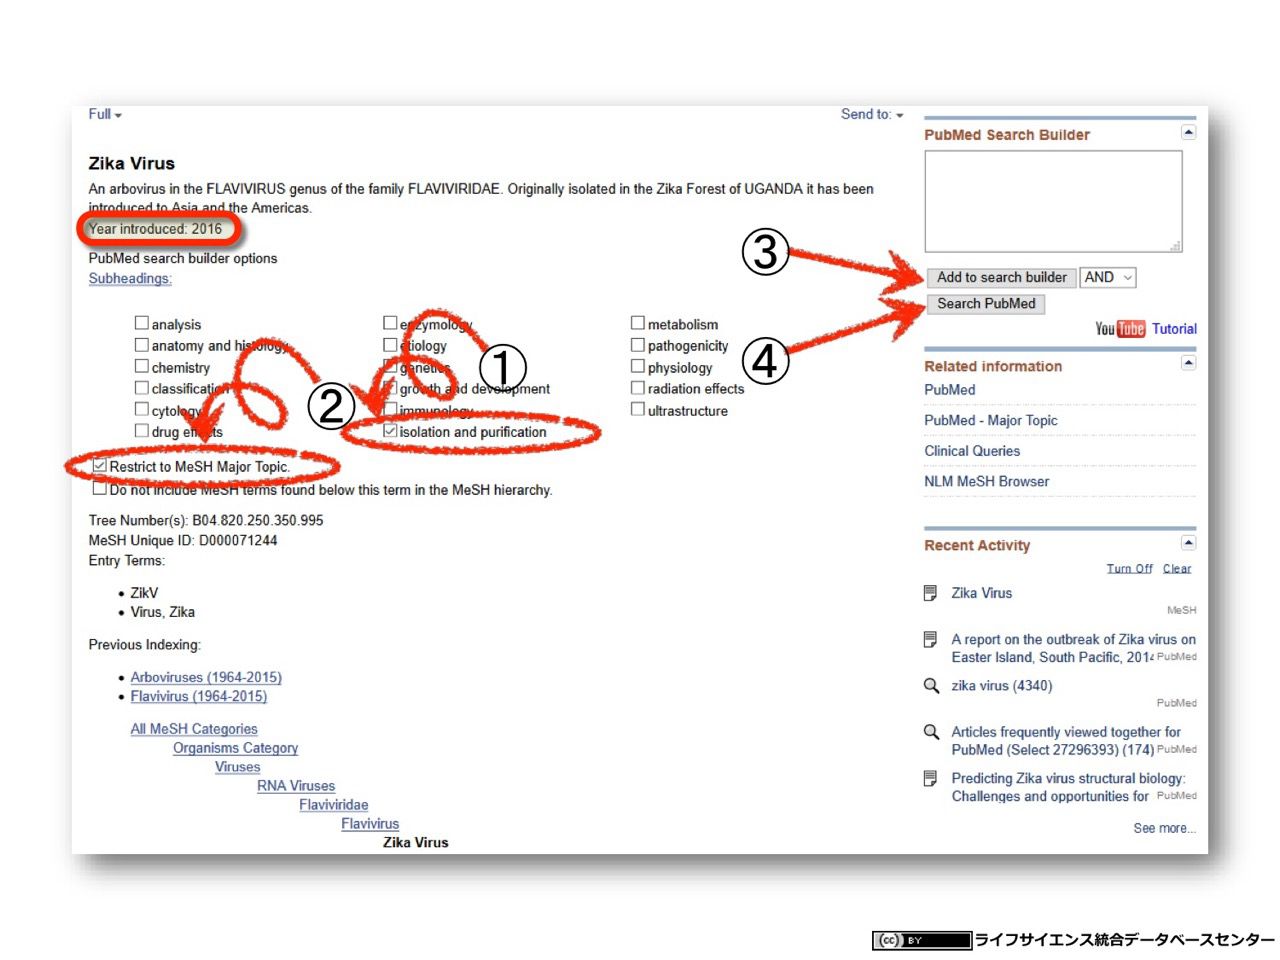 Full
Send to:
Zika Virus
An arbovirus in the FLAVIVIRUS genus of the family FLAVIVIRIDAE. Originally isolated in the Zika Forest of UGANDA it has been
introduced to Asia and the Americas.
Year introduced: 2016
PubMed search builder options
Subheadings:
analysis
anatomy and histology
chemistry
classification
cytology
drug effects
enzymology
etiology
genetics
growth and development
immunology
isolation and purification
metabolism
pathogenicity
physiology
radiation effects
ultrastructure
①
②
③
④
Restrict to MeSH Major Topic.
Do not include MeSH terms found below this term in the MeSH hierarchy.
Tree Number(s): B04.820.250.350.995
MeSH Unique ID: D000071244
Entry Terms:
• ZikV
• Virus, Zika
Previous Indexing:
• Arboviruses (1964-2015)
• Flavivirus (1964-2015)
All MeSH Categories
Organisms Category
Viruses
RNA Viruses
Flaviviridae
Flavivirus
Zika Virus
PubMed Search Builder
Add to search builder AND
Search PubMed
YouTube Tutorial
Related information
PubMed
PubMed - Major Topic
Clinical Queries
NLM MeSH Browser
Recent Activity
Turn Off Clear
Zika Virus
MeSH
A report on the outbreak of Zika virus on
Easter Island, South Pacific, 2014 PubMed
zika virus (4340)
PubMed
Articles frequently viewed together for
PubMed (Select 27296393) (174) PubMed
Predicting Zika virus structural biology:
Challenges and opportunities for PubMed
See more...
cc BY ライフサイエンス統合データベースセンター